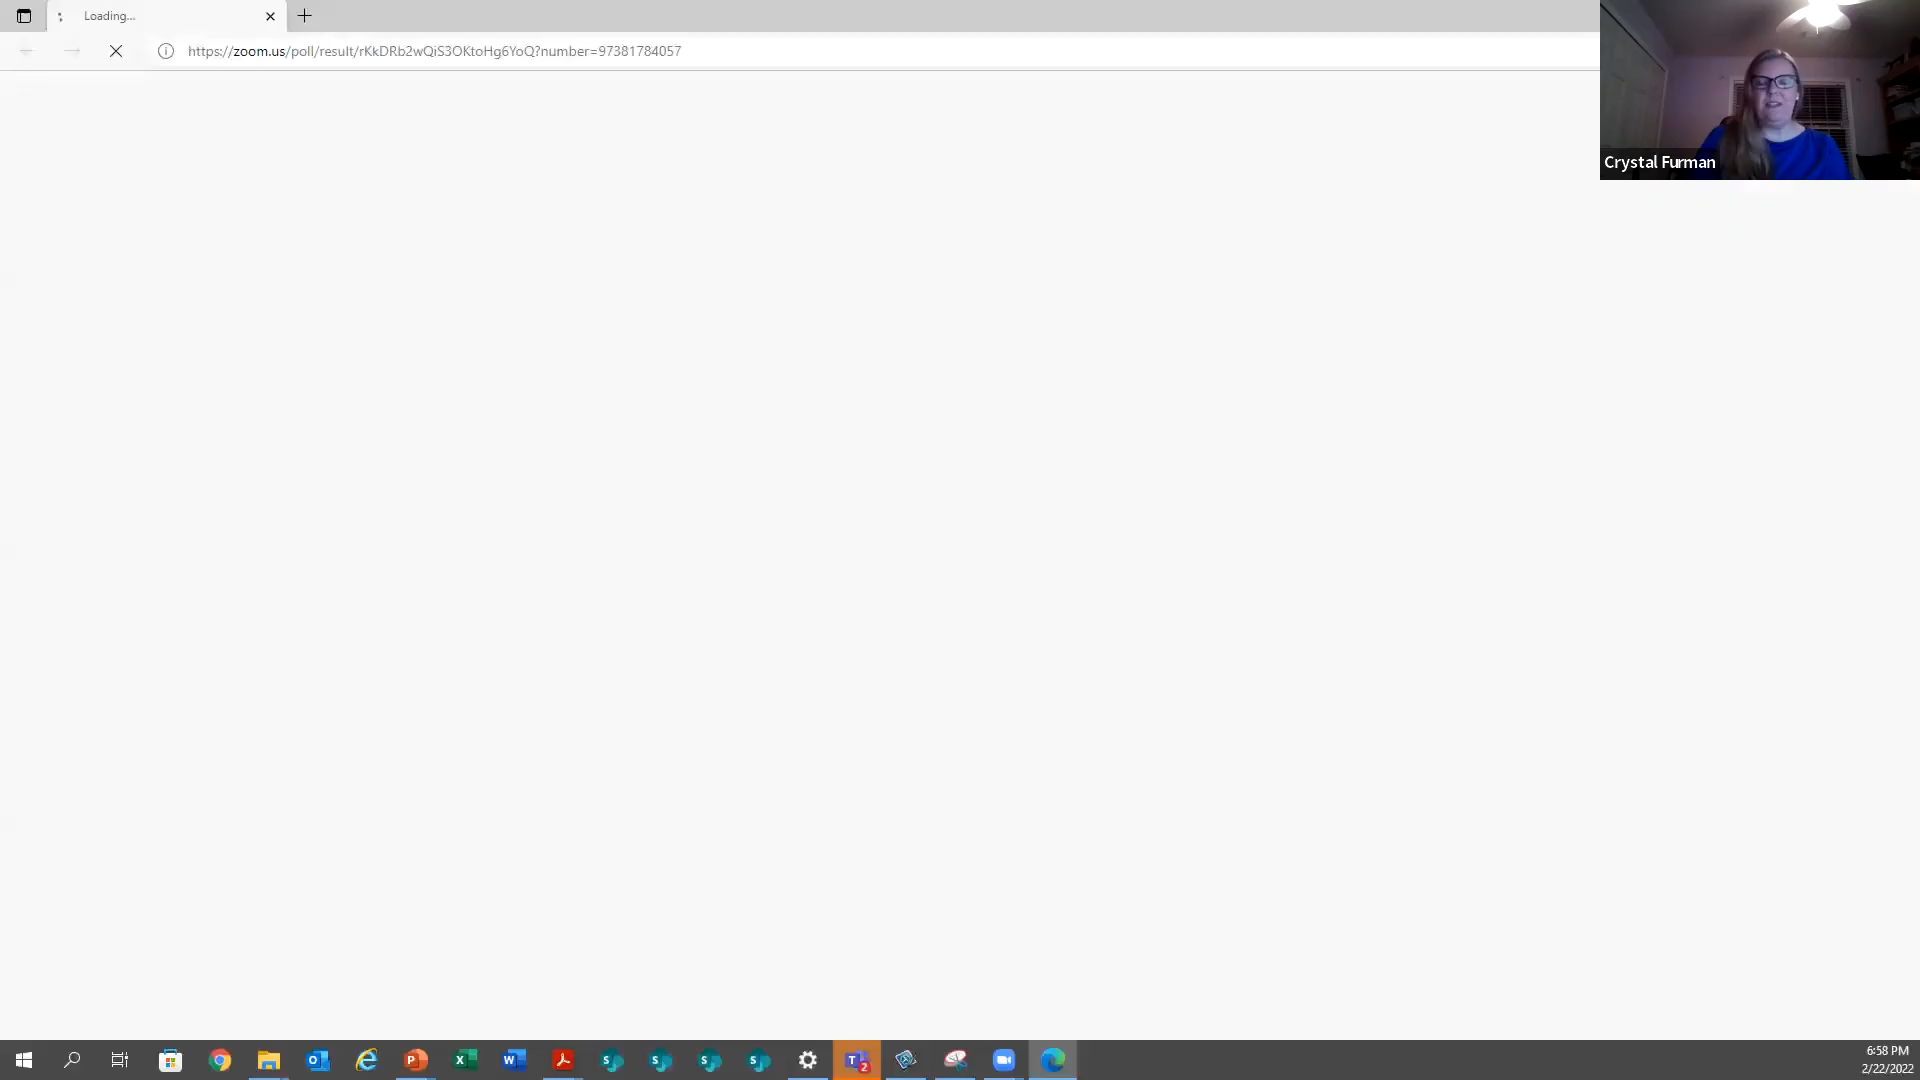 Loading...
https://zoom.us/poll/result/rKkDRb2wQiS3OKtoHg6YoQ?number=97381784057
Crystal Furman
6:58 PM
2/22/2022